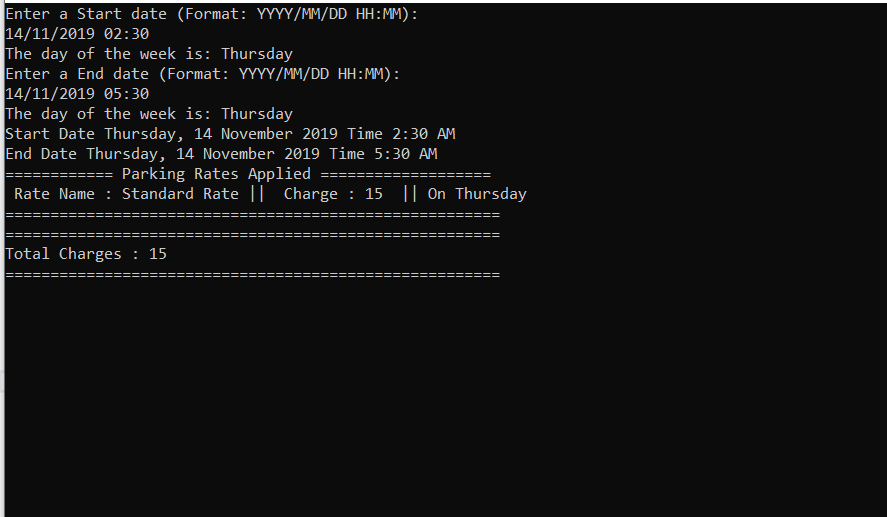 Enter a Start date (Format: YYYY/MM/DD HH:MM):
14/11/2019 02:30
The day of the week is: Thursday
Enter a End date (Format: YYYY/MM/DD HH:MM):
14/11/2019 05:30
The day of the week is: Thursday
Start Date Thursday, 14 November 2019 Time 2:30 AM
End Date Thursday, 14 November 2019 Time 5:30 AM
============ Parking Rates Applied ===================
 Rate Name : Standard Rate ||  Charge : 15  || On Thursday
=======================================================
=======================================================
Total Charges : 15
=======================================================